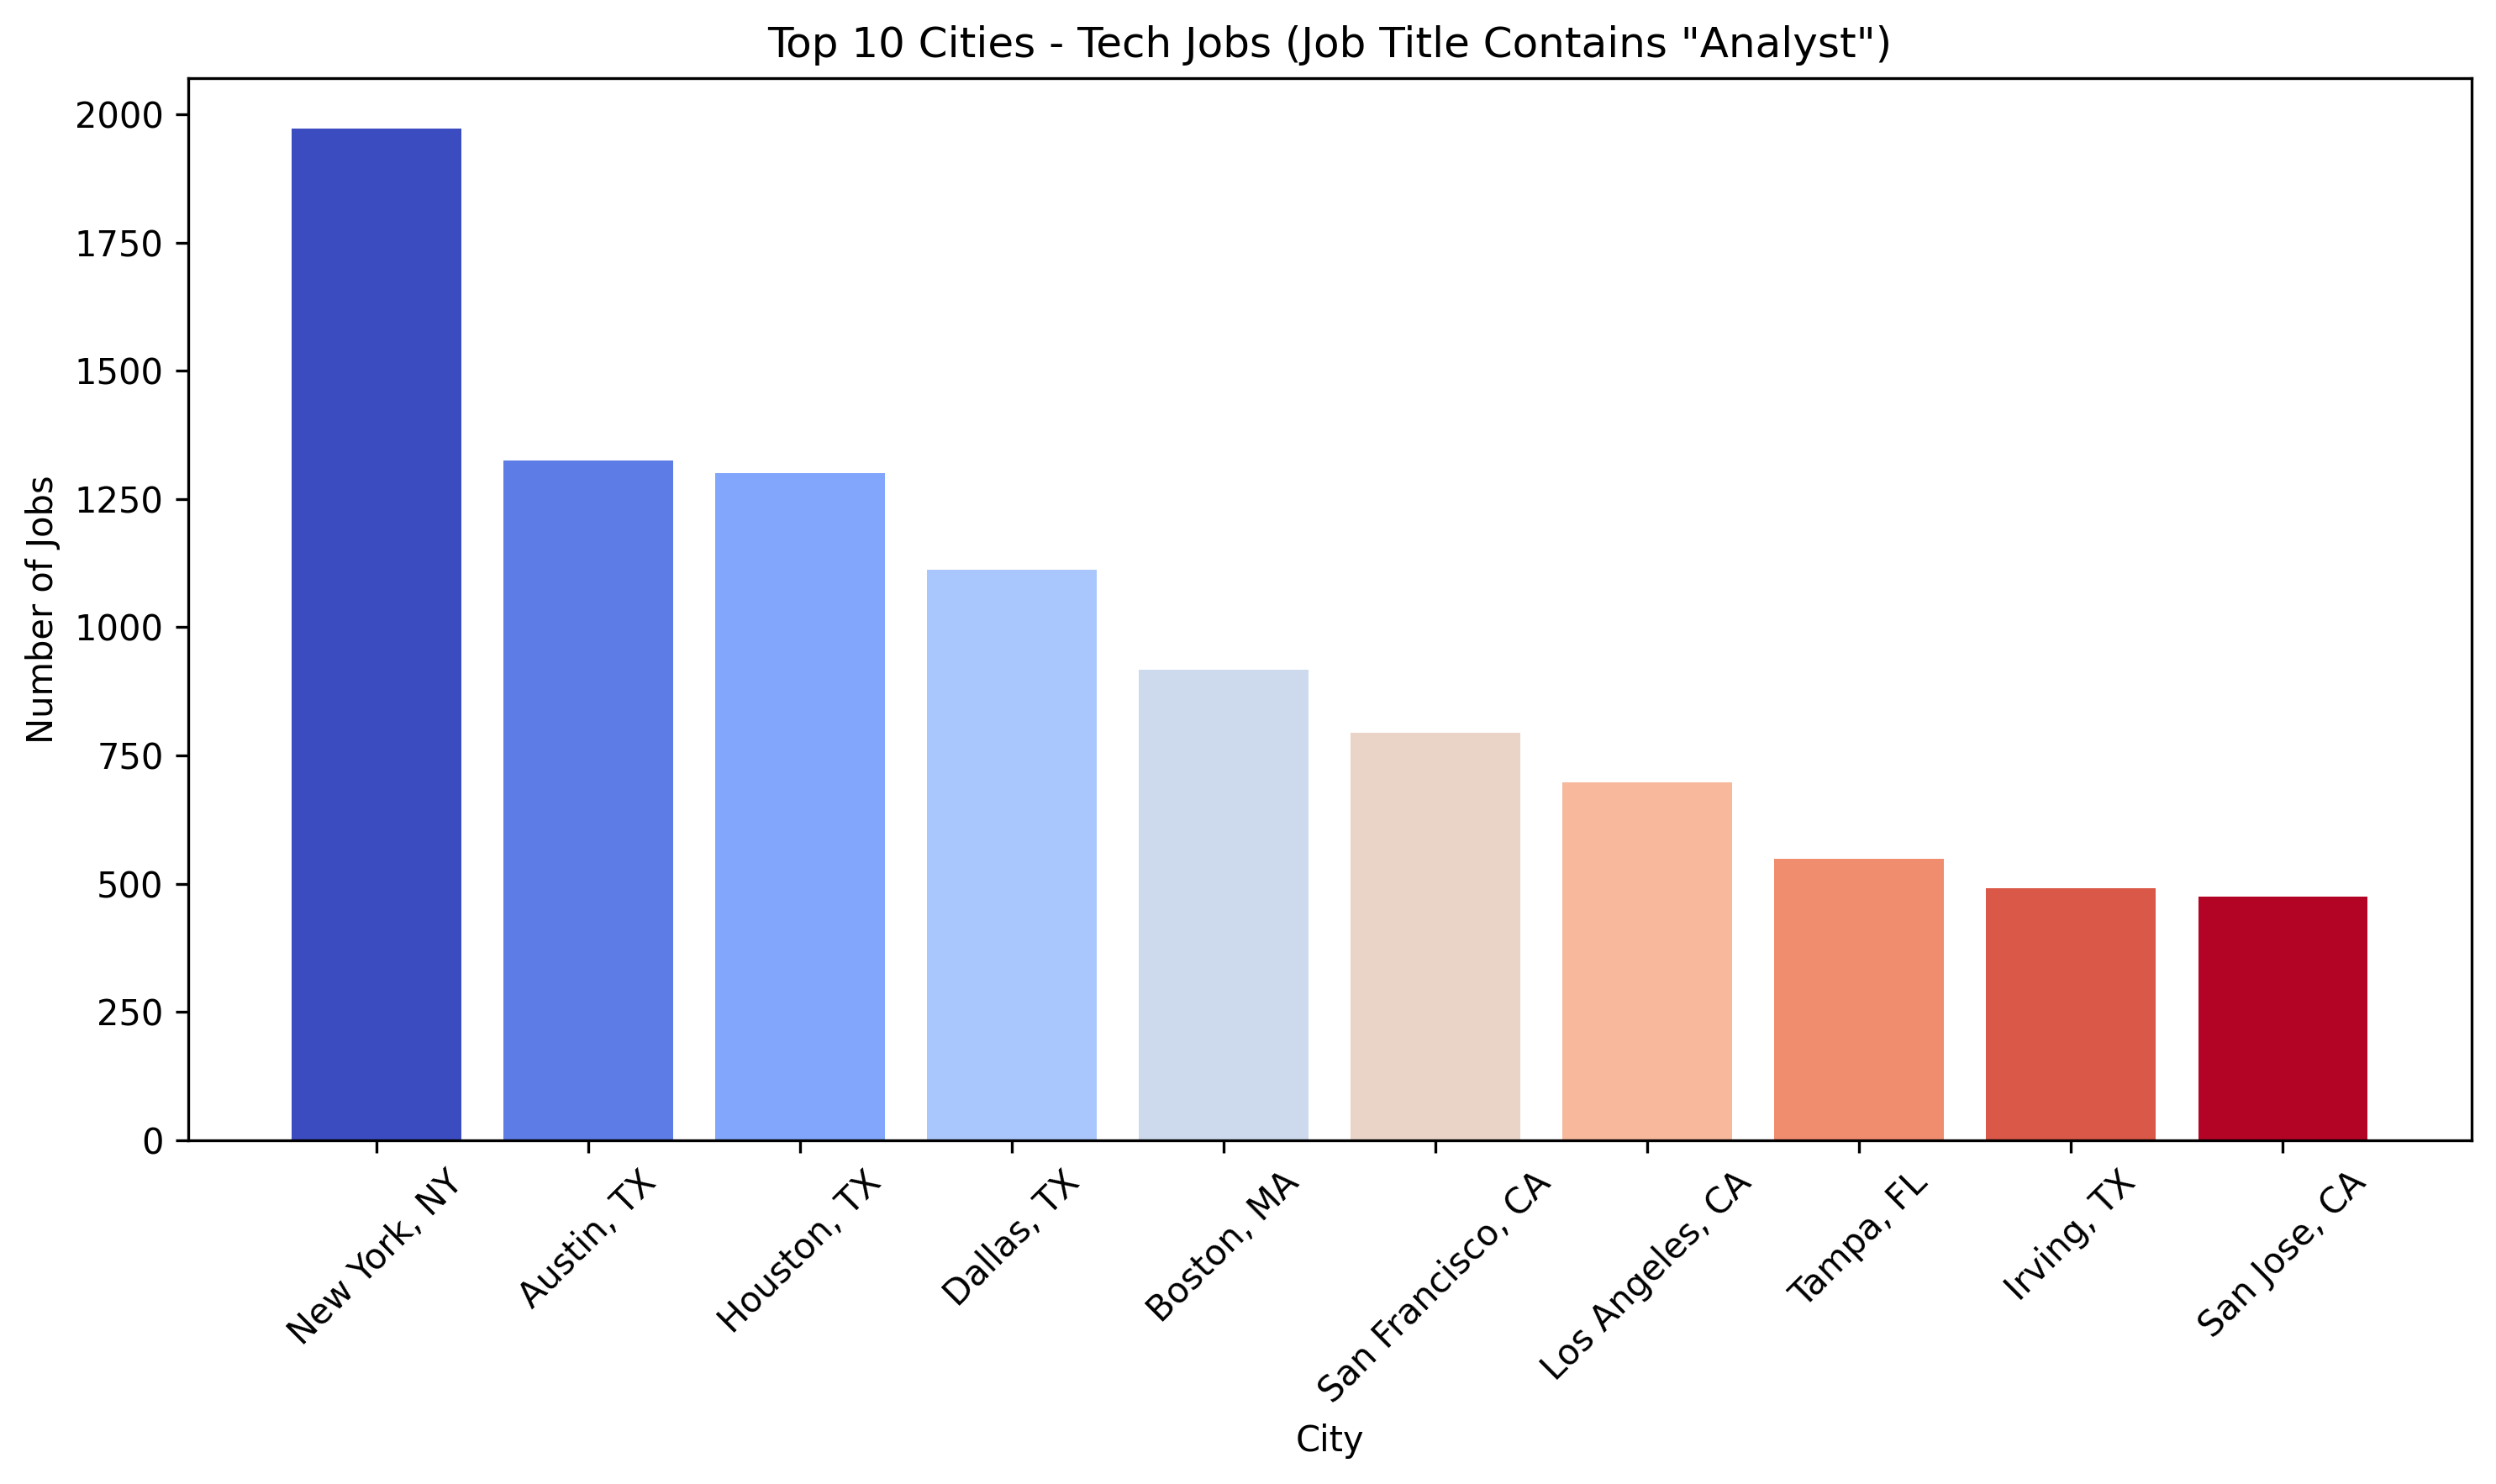 Top 10 Cities - Tech Jobs (Job Title Contains "Analyst")
Number of Jobs
2000
1750
1500
1250
1000
750
500
250
0
New York, NY
Austin, TX
Houston, TX
Dallas, TX
Boston, MA
San Francisco, CA
Los Angeles, CA
Tampa, FL
Irving, TX
San Jose, CA
City